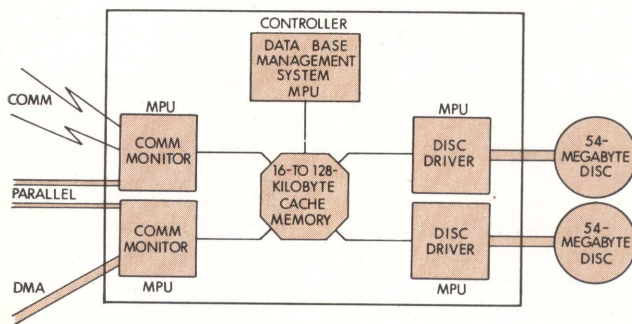 CONTROLLER
DATA BASE
MANAGEMENT
SYSTEM
MPU
COMM
MPU
COMM
MONITOR
PARALLEL
COMM
MONITOR
MPU
DMA
16-TO 128-
KILOBYTE
CACHE
MEMORY
MPU
DISC
DRIVER
54-
MEGABYTE
DISC
DISC
DRIVER
MPU
54-
MEGABYTE
DISC